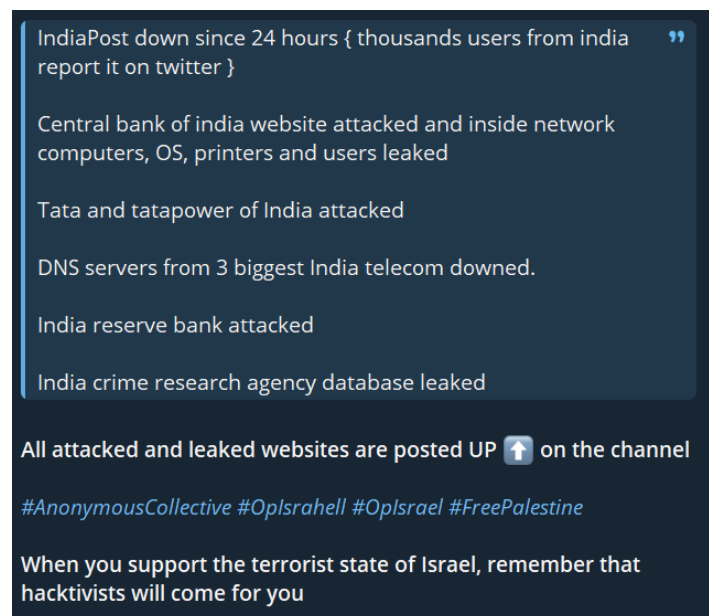 IndiaPost down since 24 hours { thousands users from india
report it on twitter }
Central bank of india website attacked and inside network
computers, OS, printers and users leaked
Tata and tatapower of India attacked
DNS servers from 3 biggest India telecom downed.
India reserve bank attacked
India crime research agency database leaked
All attacked and leaked websites are posted UP ⬆️ on the channel
#AnonymousCollective #OpIsrahell #OpIsrael #FreePalestine
When you support the terrorist state of Israel, remember that
hacktivists will come for you